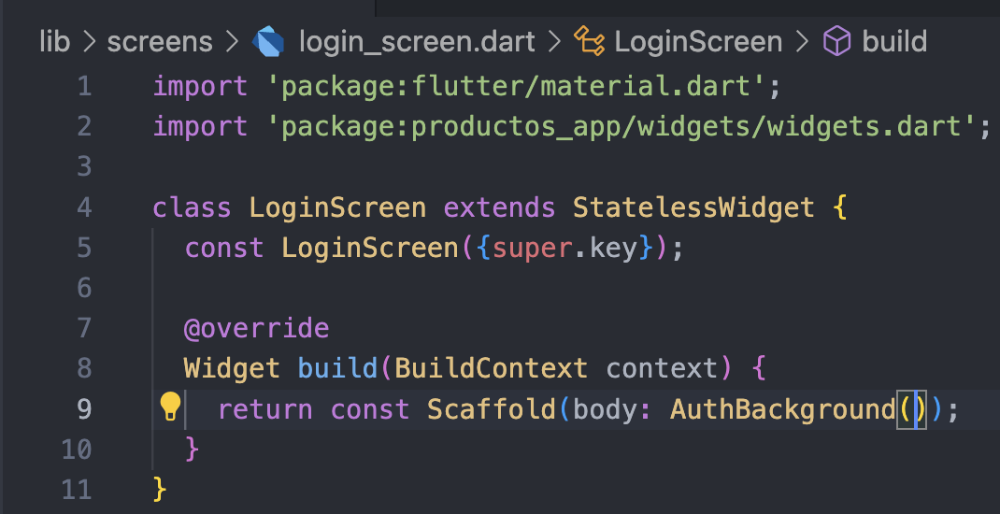 lib > screens > login_screen.dart > LoginScreen > build
1 import 'package:flutter/material.dart';
2 import 'package:productos_app/widgets/widgets.dart';
3
4 class LoginScreen extends StatelessWidget {
5 const LoginScreen({super.key});
6
7 @override
8 Widget build(BuildContext context) {
9 return const Scaffold(body: AuthBackground());
10 }
11 }